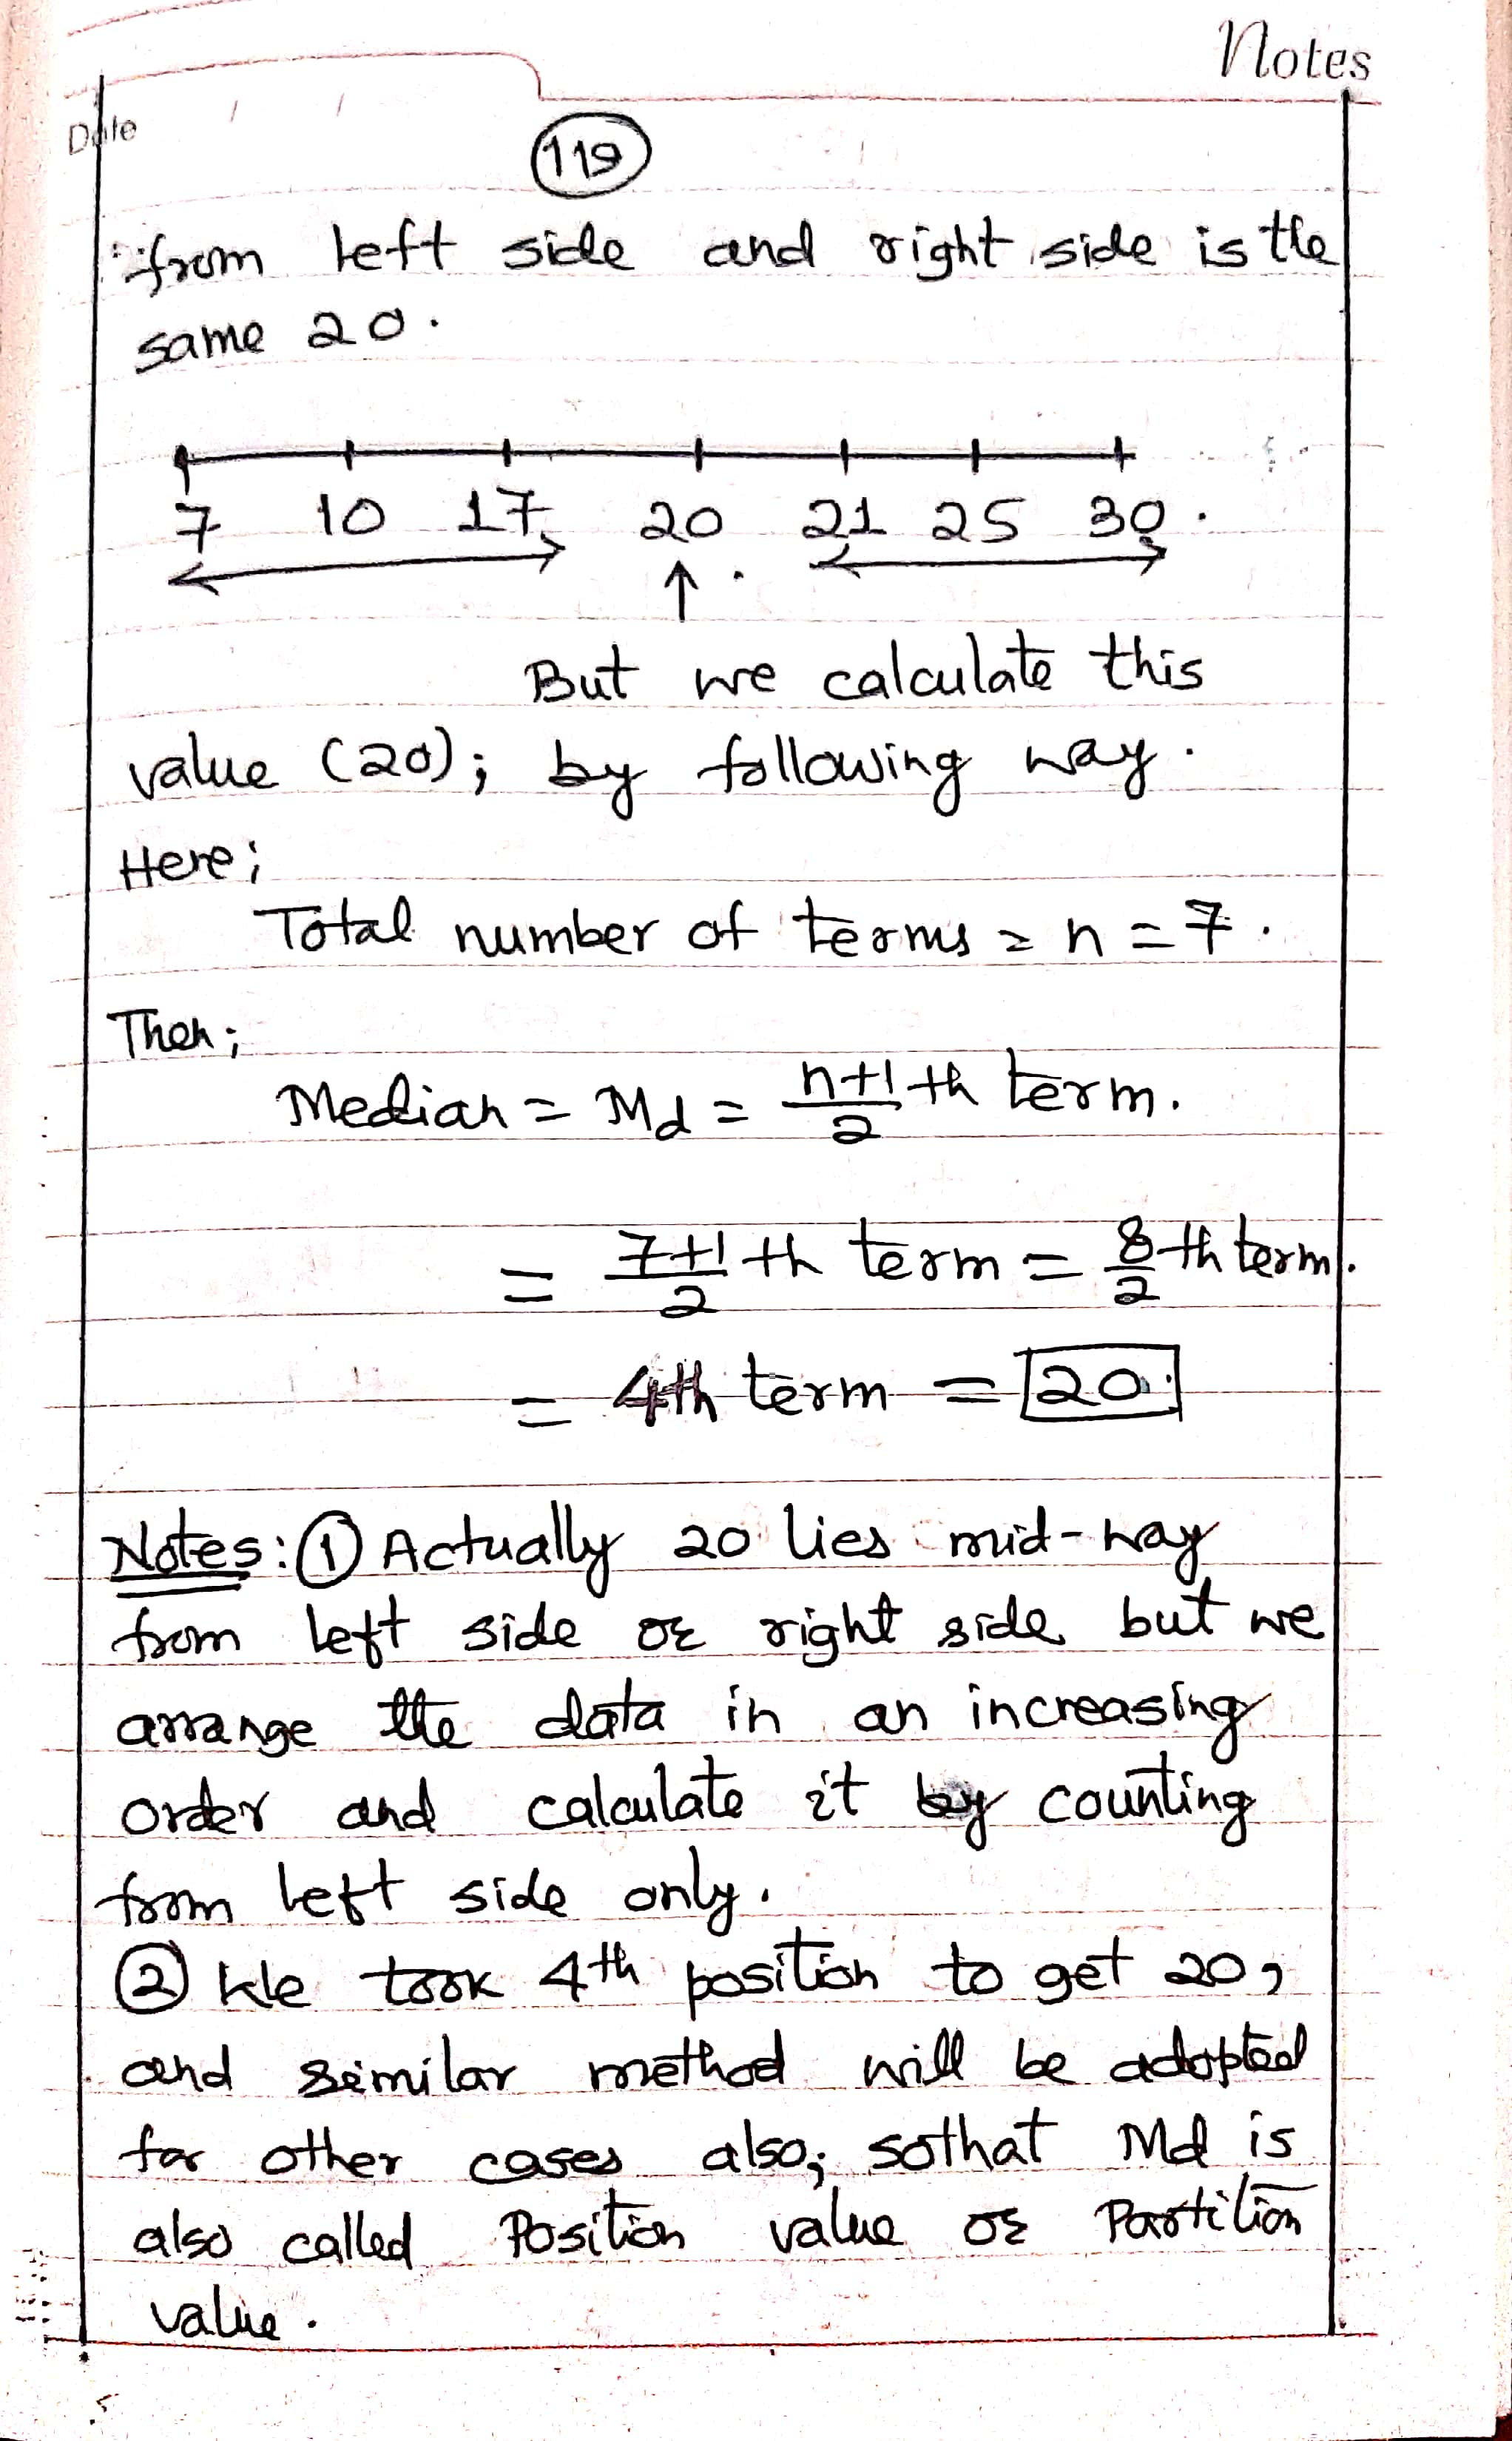 Notes
Date / /
119
from left side and right side is the
same 20.
7 10 17 20 21 25 30.
↑
But we calculate this
value (20); by following way.
Here;
Total number of terms = n = 7.
Then;
Median = Md = n+1/2 th term.
= 7+1/2 th term = 8/2 th term.
= 4th term = 20.
Notes: ① Actually 20 lies mid-way
from left side or right side but we
arrange the data in an increasing
order and calculate it by counting
from left side only.
② We took 4th position to get 20,
and similar method will be adopted
for other cases also; sothat Md is
also called Position value or Partition
value.